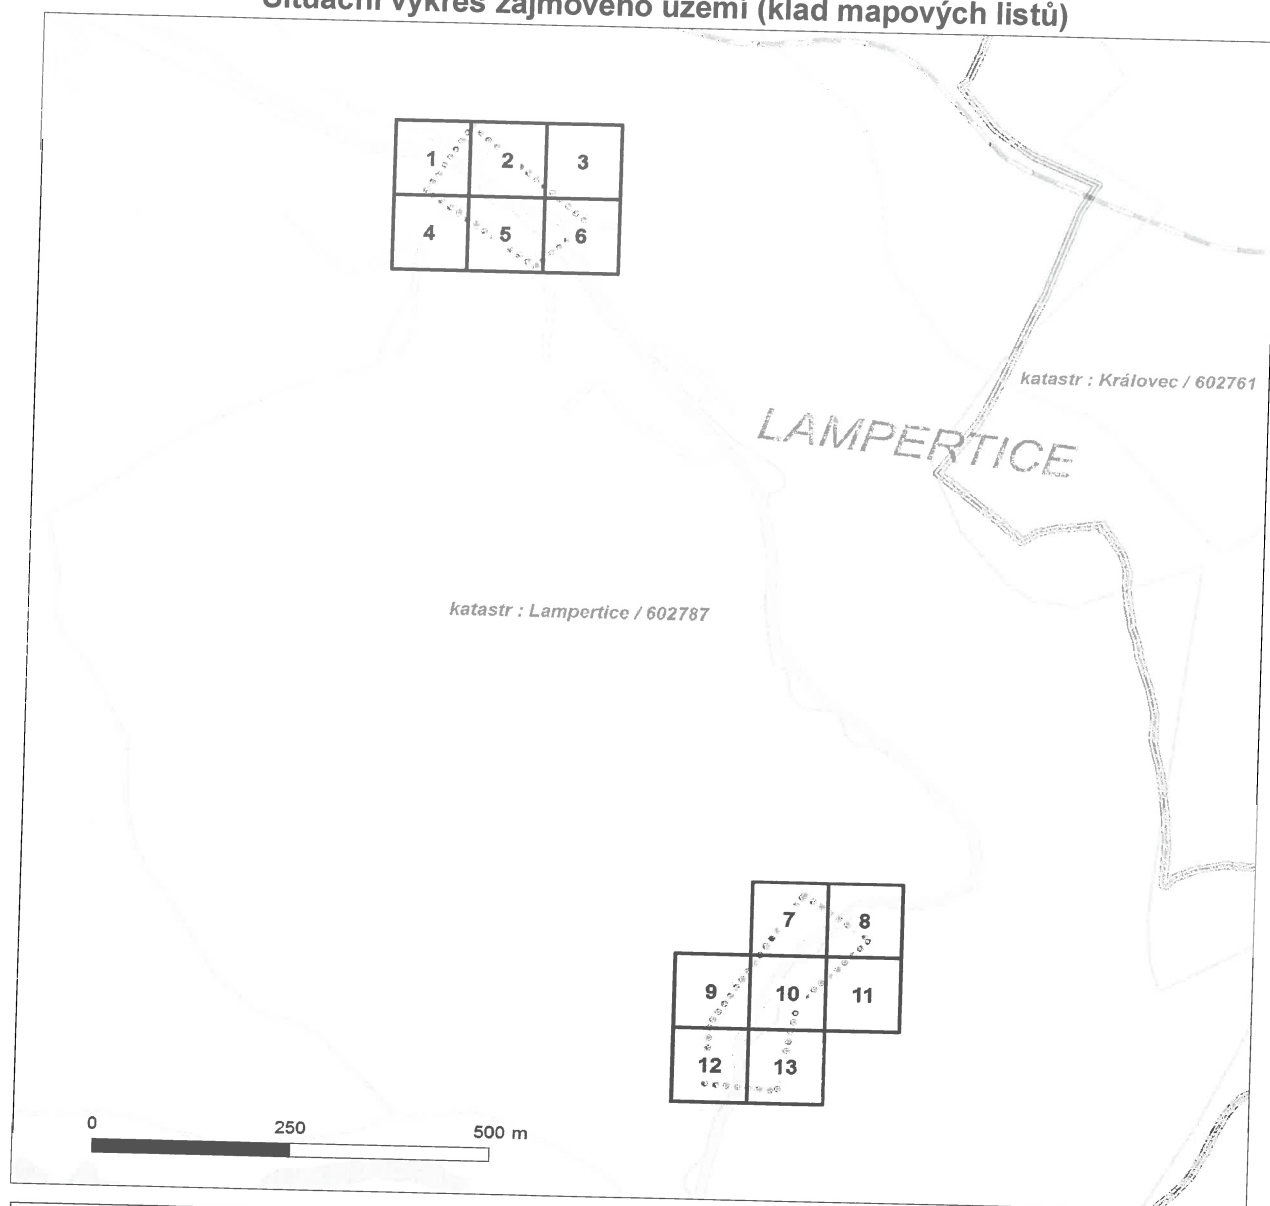 Situační výkres zájmového území (klad mapových listů)
1 2 3
4 5 6
katastr : Královec / 602761
LAMPERTICE
katastr : Lampertice / 602787
7 8
9 10 11
12 13
0 250 500 m